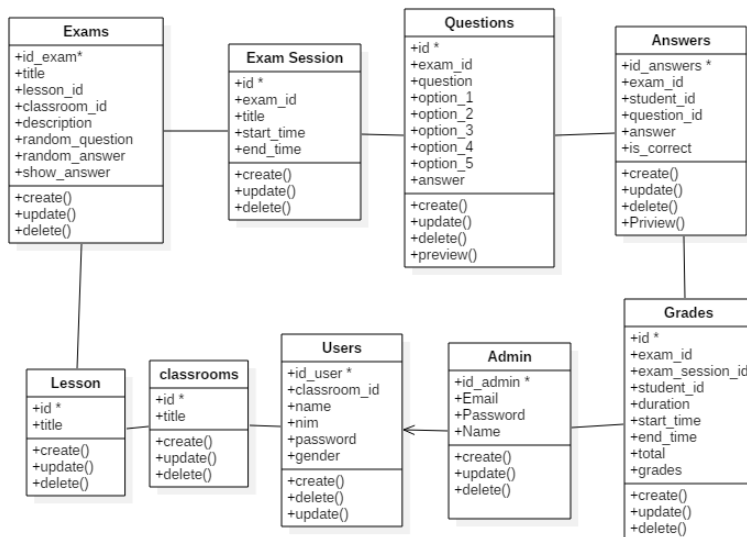 Exams
+id_exam*
+title
+lesson_id
+classroom_id
+description
+random_question
+random_answer
+show_answer
+create()
+update()
+delete()
Exam Session
+id *
+exam_id
+title
+start_time
+end_time
+create()
+update()
+delete()
Questions
+id *
+exam_id
+question
+option_1
+option_2
+option_3
+option_4
+option_5
+answer
+create()
+update()
+delete()
+preview()
Answers
+id_answers *
+exam_id
+student_id
+question_id
+answer
+is_correct
+create()
+update()
+delete()
+Priview()
Lesson
+id *
+title
+create()
+update()
+delete()
classrooms
+id *
+title
+create()
+update()
+delete()
Users
+id_user *
+classroom_id
+name
+nim
+password
+gender
+create()
+delete()
+update()
Admin
+id_admin *
+Email
+Password
+Name
+create()
+update()
+delete()
Grades
+id *
+exam_id
+exam_session_id
+student_id
+duration
+start_time
+end_time
+total
+grades
+create()
+update()
+delete()